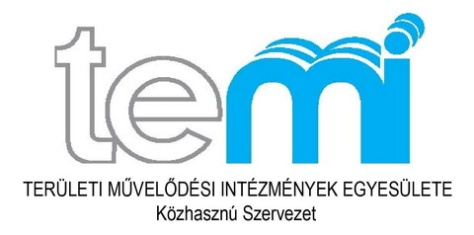 temi
TERÜLETI MŰVELŐDÉSI INTÉZMÉNYEK EGYESÜLETE
Közhasznú Szervezet